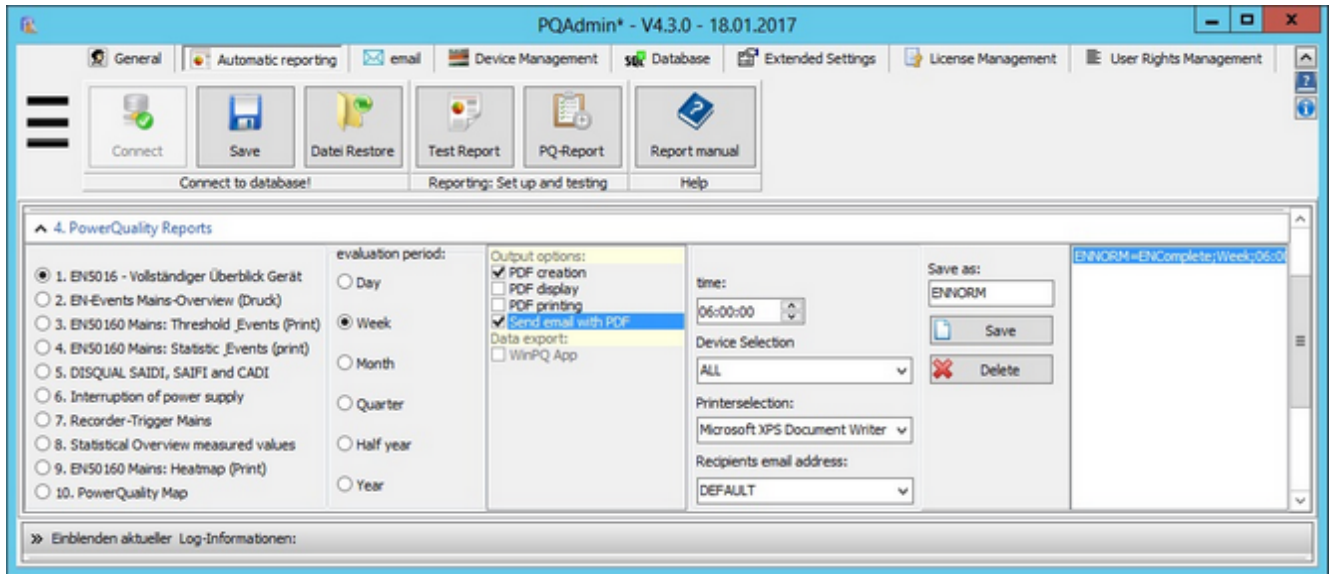 PQAdmin* - V4.3.0 - 18.01.2017
General Automatic reporting email Device Management SQL Database Extended Settings License Management User Rights Management
Connect Save Datei Restore Test Report PQ-Report Report manual
Connect to database! Reporting: Set up and testing Help
4. PowerQuality Reports
1. EN5016 - Vollständiger Überblick Gerät
2. EN-Events Mains-Overview (Druck)
3. EN50160 Mains: Threshold_Events (Print)
4. EN50160 Mains: Statistic_Events (print)
5. DISQUAL SAIDI, SAIFI and CADI
6. Interruption of power supply
7. Recorder-Trigger Mains
8. Statistical Overview measured values
9. EN50160 Mains: Heatmap (Print)
10. PowerQuality Map
evaluation period:
Day
Week
Month
Quarter
Half year
Year
Output options:
PDF creation
PDF display
PDF printing
Send email with PDF
Data export:
WinPQ App
time:
06:00:00
Device Selection
ALL
Printerselection:
Microsoft XPS Document Writer
Recipients email address:
DEFAULT
Save as:
ENNORM
Save
Delete
ENNORM=ENComplete;Week;06:00
» Einblenden aktueller Log-Informationen: